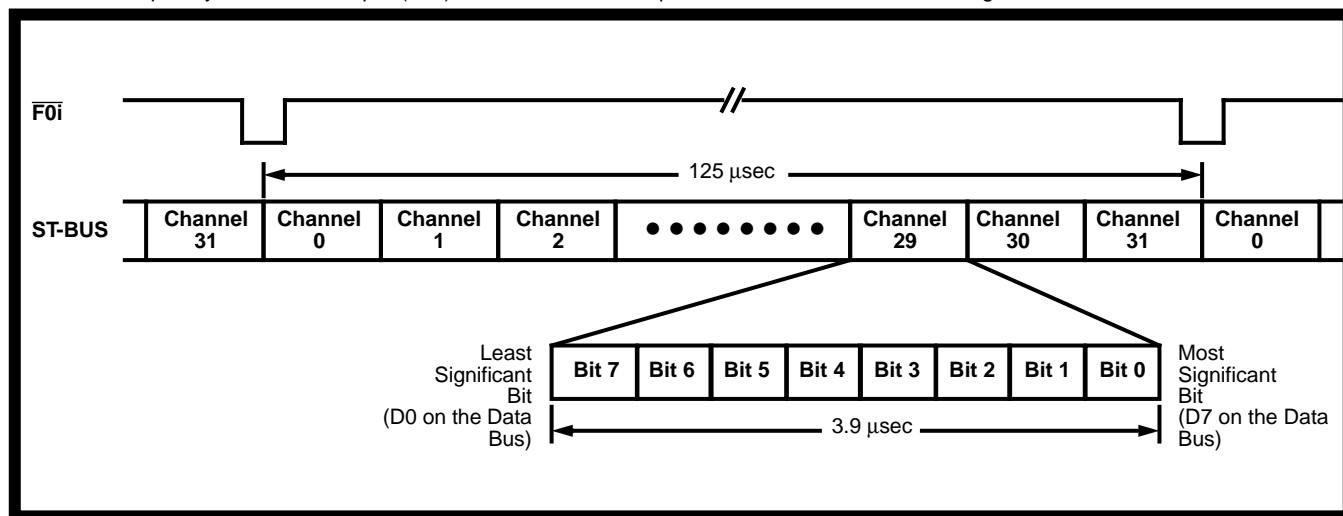 F0i
125 µsec
ST-BUS
Channel
31
Channel
0
Channel
1
Channel
2
Channel
29
Channel
30
Channel
31
Channel
0
Least
Significant
Bit
(D0 on the Data
Bus)
Bit 7
Bit 6
Bit 5
Bit 4
Bit 3
Bit 2
Bit 1
Bit 0
Most
Significant
Bit
(D7 on the Data
Bus)
3.9 µsec